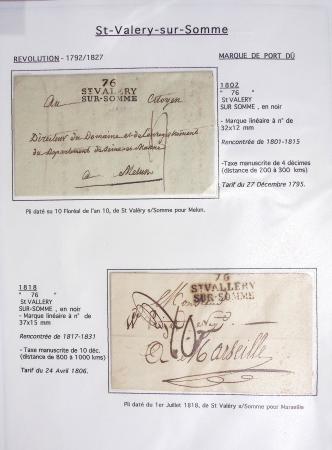 St-Valery-sur-Somme
REVOLUTION - 1792/1827
MARQUE DE PORT DÛ
76
ST VALLERY
SUR-SOMME
Au Citoyen
Directeur du Domaine et de l'enregistrement
du Département de Seine et Marne
a Melun
1802
" 76 "
St VALERY
SUR SOMME , en noir
- Marque linéaire à n° de
32x12 mm
Rencontrée de 1801-1815
-Taxe manuscrite de 4 décimes
(distance de 200 à 300 kms)
Tarif du 27 Décembre 1795.
Pli daté su 10 Floréal de l'an 10, de St Valéry s/Somme pour Melun.
1818
" 76 "
St VALLERY
SUR-SOMME , en noir
- Marque linéaire à n° de
37x15 mm
Rencontrée de 1817-1831
- Taxe manuscrite de 10 déc.
(distance de 800 à 1000 kms)
Tarif du 24 Avril 1806.
76
ST VALLERY
SUR-SOMME
A Marseille
Pli daté du 1er Juillet 1818, de St Valéry s/Somme pour Marseille